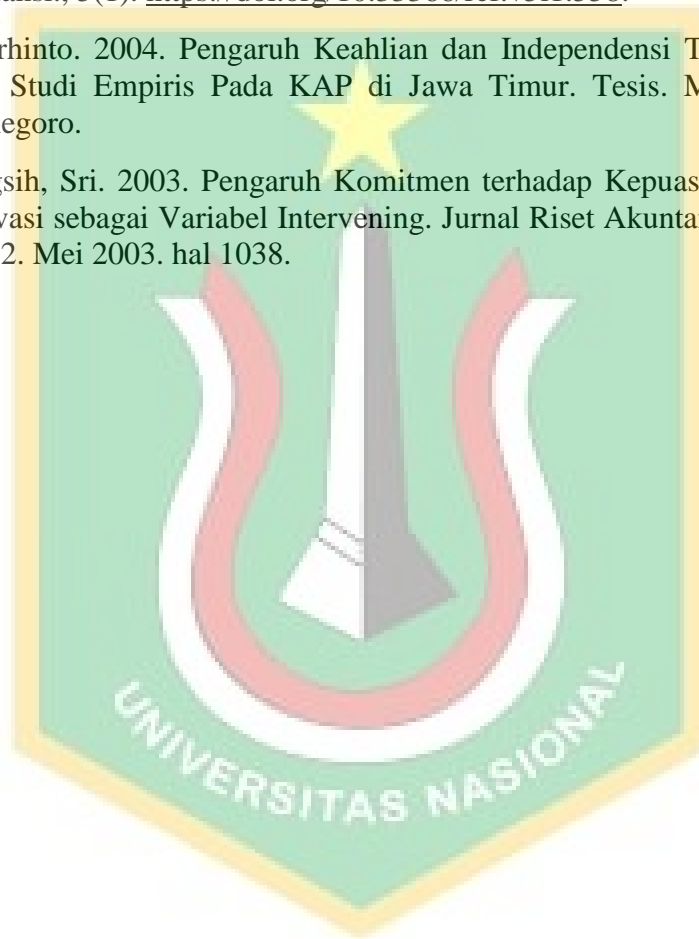 rhinto. 2004. Pengaruh Keahlian dan Independensi T
Studi Empiris Pada KAP di Jawa Timur. Tesis. M
egoro.
gsih, Sri. 2003. Pengaruh Komitmen terhadap Kepuas
vasi sebagai Variabel Intervening. Jurnal Riset Akunta
2. Mei 2003. hal 1038.
UNIVERSITAS NASIONAL